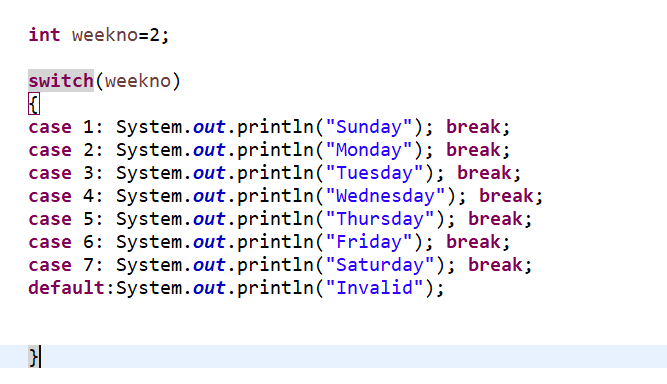 int weekno=2;
switch(weekno)
{
case 1: System.out.println("Sunday"); break;
case 2: System.out.println("Monday"); break;
case 3: System.out.println("Tuesday"); break;
case 4: System.out.println("Wednesday"); break;
case 5: System.out.println("Thursday"); break;
case 6: System.out.println("Friday"); break;
case 7: System.out.println("Saturday"); break;
default:System.out.println("Invalid");
}